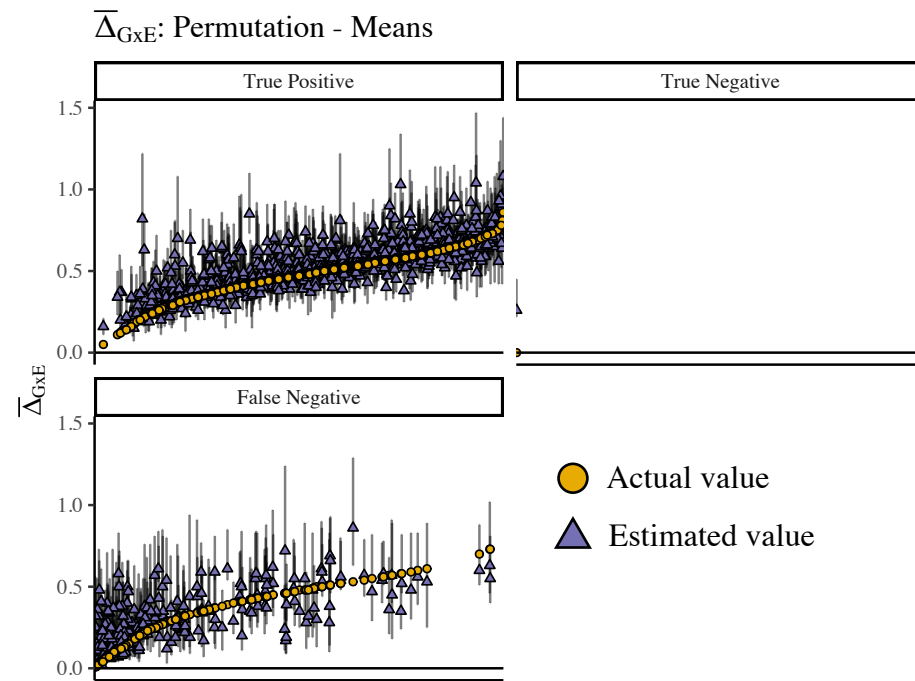 Δ̅GxE: Permutation - Means
True Positive
True Negative
1.5
1.0
0.5
0.0
Δ̅GxE
False Negative
1.5
1.0
0.5
0.0
Actual value
Estimated value